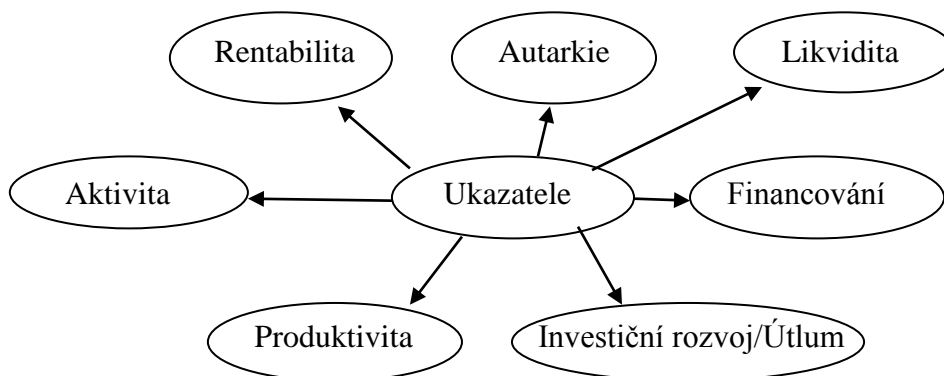 Rentabilita
Autarkie
Likvidita
Aktivita
Ukazatele
Financování
Produktivita
Investiční rozvoj/Útlum